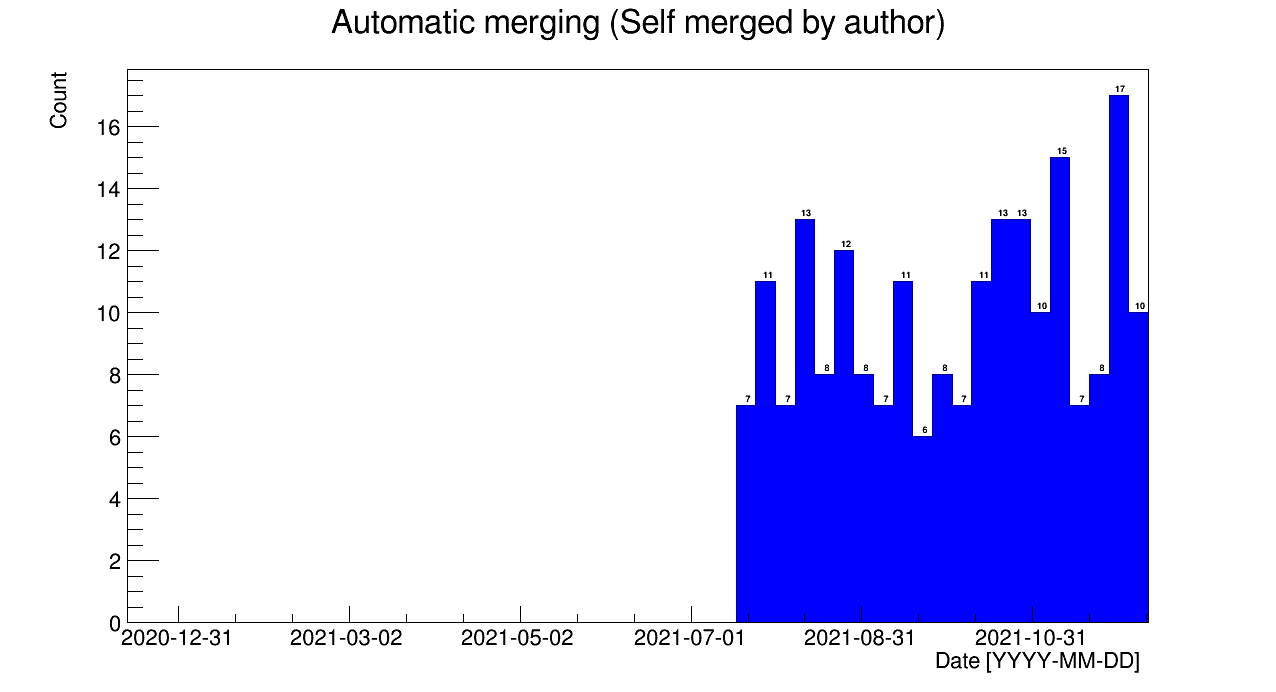 Automatic merging (Self merged by author)
Count
17
16
15
14
13 13 13
12
12
11 11 11
10
10 10
8
8 8 8 8
7 7 7 7 7
6
6
4
2
0
2020-12-31 2021-03-02 2021-05-02 2021-07-01 2021-08-31 2021-10-31
Date [YYYY-MM-DD]